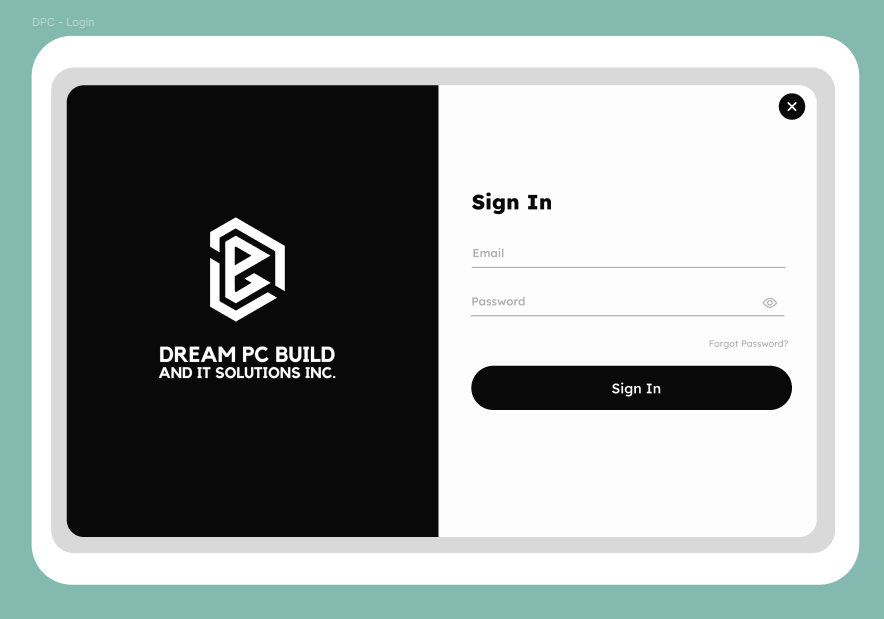 DPC - Login
DREAM PC BUILD
AND IT SOLUTIONS INC.
Sign In
Email
Password
Forgot Password?
Sign In